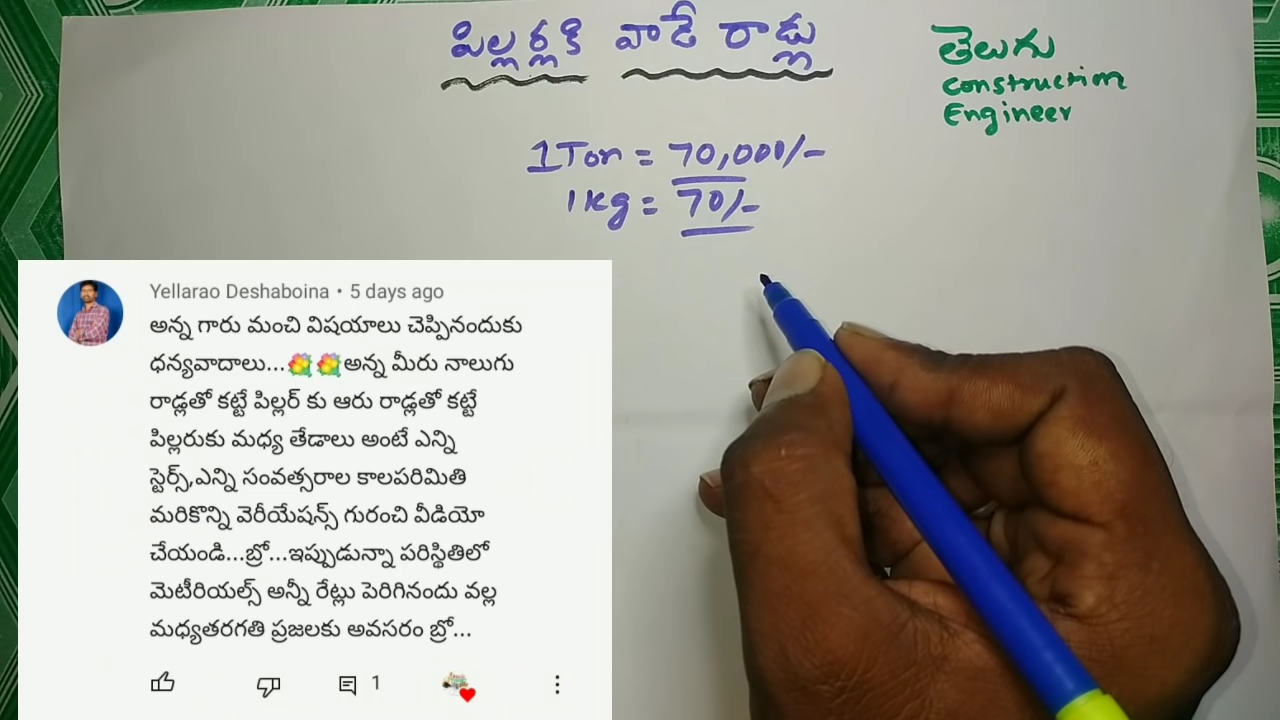 పిల్లర్లకి వాడే రాడ్లు
తెలుగు
construction
Engineer
1Ton = 70,000/-
1kg = 70/-
Yellarao Deshaboina • 5 days ago
అన్న గారు మంచి విషయాలు చెప్పినందుకు
ధన్యవాదాలు...💐💐అన్న మీరు నాలుగు
రాడ్లతో కట్టే పిల్లర్ కు ఆరు రాడ్లతో కట్టే
పిల్లరుకు మధ్య తేడాలు అంటే ఎన్ని
స్టెర్స్,ఎన్ని సంవత్సరాల కాలపరిమితి
మరికొన్ని వెరీయేషన్స్ గురంచి వీడియో
చేయండి...బ్రో...ఇప్పుడున్నా పరిస్థితిలో
మెటీరియల్స్ అన్నీ రేట్లు పెరిగినందు వల్ల
మధ్యతరగతి ప్రజలకు అవసరం బ్రో...
1